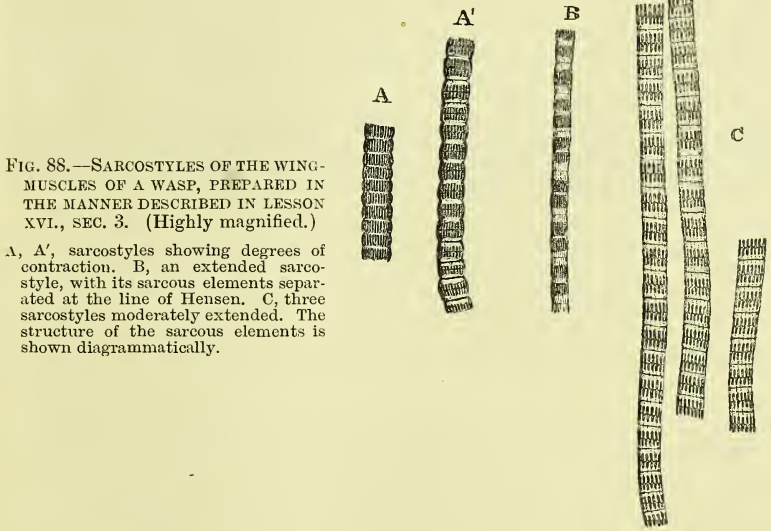 A'
B
A
C
FIG. 88.—SARCOSTYLES OF THE WING-
MUSCLES OF A WASP, PREPARED IN
THE MANNER DESCRIBED IN LESSON
XVI., SEC. 3. (Highly magnified.)
A, A', sarcostyles showing degrees of
contraction. B, an extended sarco-
style, with its sarcous elements separ-
ated at the line of Hensen. C, three
sarcostyles moderately extended. The
structure of the sarcous elements is
shown diagrammatically.